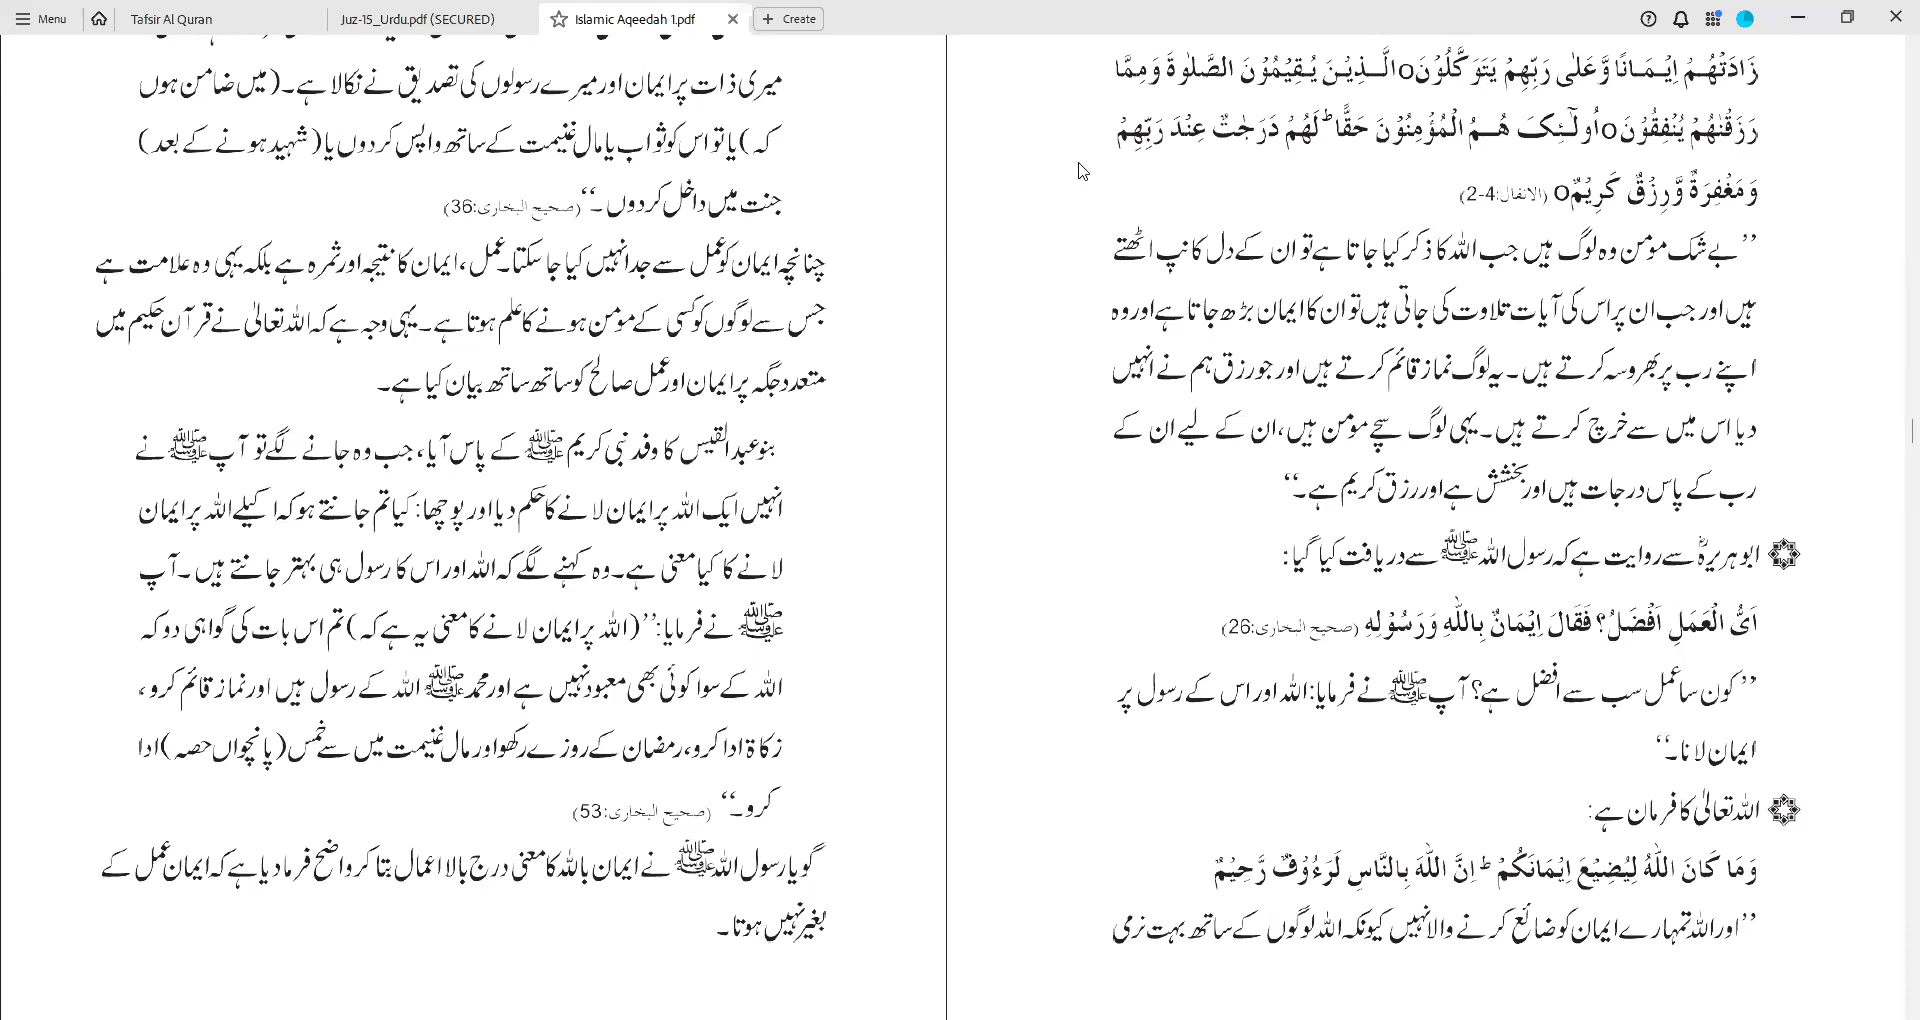 Menu
Tafsir Al Quran
Juz-15_Urdu.pdf (SECURED)
Islamic Aqeedah 1.pdf
Create
زَادَتْهُمْ اِيْمَانًا وَّعَلٰى رَبِّهِمْ يَتَوَكَّلُوْنَo الَّذِيْنَ يُقِيْمُوْنَ الصَّلٰوةَ وَمِمَّا
رَزَقْنٰهُمْ يُنْفِقُوْنَo اُولٰٓئِكَ هُمُ الْمُؤْمِنُوْنَ حَقًّا ط لَهُمْ دَرَجٰتٌ عِنْدَ رَبِّهِمْ
وَمَغْفِرَةٌ وَّرِزْقٌ كَرِيْمٌo (الانفال:4-2)
’’بے شک مومن وہ لوگ ہیں جب اللہ کا ذکر کیا جاتا ہے تو ان کے دل کانپ اٹھتے
ہیں اور جب ان پر اس کی آیات تلاوت کی جاتی ہیں تو ان کا ایمان بڑھ جاتا ہے اور وہ
اپنے رب پر بھروسہ کرتے ہیں۔ یہ لوگ نماز قائم کرتے ہیں اور جو رزق ہم نے انہیں
دیا اس میں سے خرچ کرتے ہیں۔ یہی لوگ سچے مومن ہیں، ان کے لیے ان کے
رب کے پاس درجات ہیں اور بخشش ہے اور رزق کریم ہے۔‘‘
ابو ہریرہؓ سے روایت ہے کہ رسول اللہ ﷺ سے دریافت کیا گیا:
اَىُّ الْعَمَلِ اَفْضَلُ؟ فَقَالَ اِيْمَانٌ بِاللّٰهِ وَرَسُوْلِهِ (صحیح البخاری:26)
’’کون سا عمل سب سے افضل ہے؟ آپ ﷺ نے فرمایا: اللہ اور اس کے رسول پر
ایمان لانا۔‘‘
اللہ تعالیٰ کا فرمان ہے:
وَمَا كَانَ اللّٰهُ لِيُضِيْعَ اِيْمَانَكُمْ ط اِنَّ اللّٰهَ بِالنَّاسِ لَرَءُوْفٌ رَّحِيْمٌ
’’اور اللہ تمہارے ایمان کو ضائع کرنے والا نہیں کیونکہ اللہ لوگوں کے ساتھ بہت نرمی
میری ذات پر ایمان اور میرے رسولوں کی تصدیق نے نکالا ہے۔ (میں ضامن ہوں
کہ) یا تو اس کو ثواب یا مال غنیمت کے ساتھ واپس کر دوں یا (شہید ہونے کے بعد)
جنت میں داخل کر دوں۔‘‘ (صحیح البخاری:36)
چنانچہ ایمان کو عمل سے جدا نہیں کیا جا سکتا۔ عمل، ایمان کا نتیجہ اور ثمرہ ہے بلکہ یہی وہ علامت ہے
جس سے لوگوں کو کسی کے مومن ہونے کا علم ہوتا ہے۔ یہی وجہ ہے کہ اللہ تعالیٰ نے قرآن حکیم میں
متعدد جگہ پر ایمان اور عمل صالح کو ساتھ ساتھ بیان کیا ہے۔
بنو عبد القیس کا وفد نبی کریم ﷺ کے پاس آیا، جب وہ جانے لگے تو آپ ﷺ نے
انہیں ایک اللہ پر ایمان لانے کا حکم دیا اور پوچھا: کیا تم جانتے ہو کہ اکیلے اللہ پر ایمان
لانے کا کیا معنی ہے۔ وہ کہنے لگے کہ اللہ اور اس کا رسول ہی بہتر جانتے ہیں۔ آپ
ﷺ نے فرمایا: ’’(اللہ پر ایمان لانے کا معنی یہ ہے کہ) تم اس بات کی گواہی دو کہ
اللہ کے سوا کوئی بھی معبود نہیں ہے اور محمد ﷺ اللہ کے رسول ہیں اور نماز قائم کرو،
زکاۃ ادا کرو، رمضان کے روزے رکھو اور مال غنیمت میں سے خمس (پانچواں حصہ) ادا
کرو۔‘‘ (صحیح البخاری:53)
گویا رسول اللہ ﷺ نے ایمان باللہ کا معنی درج بالا اعمال بتا کر واضح فرما دیا ہے کہ ایمان عمل کے
بغیر نہیں ہوتا۔